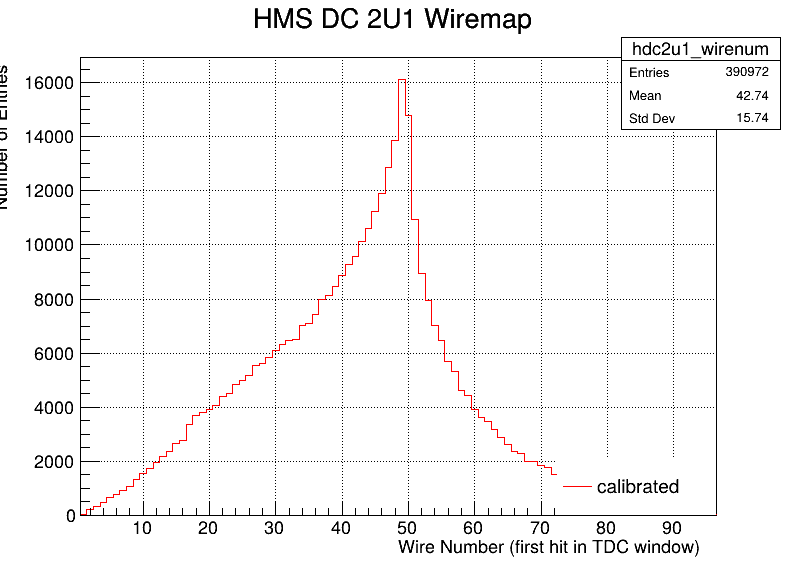 HMS DC 2U1 Wiremap
hdc2u1_wirenum
Entries 390972
Mean 42.74
Std Dev 15.74
Number of Entries
16000
14000
12000
10000
8000
6000
4000
2000
0
calibrated
10 20 30 40 50 60 70 80 90
Wire Number (first hit in TDC window)